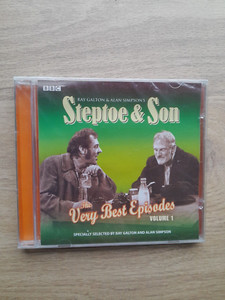 BBC
RAY GALTON & ALAN SIMPSON'S
Steptoe & Son
Very Best Episodes
VOLUME 1
SPECIALLY SELECTED BY RAY GALTON AND ALAN SIMPSON